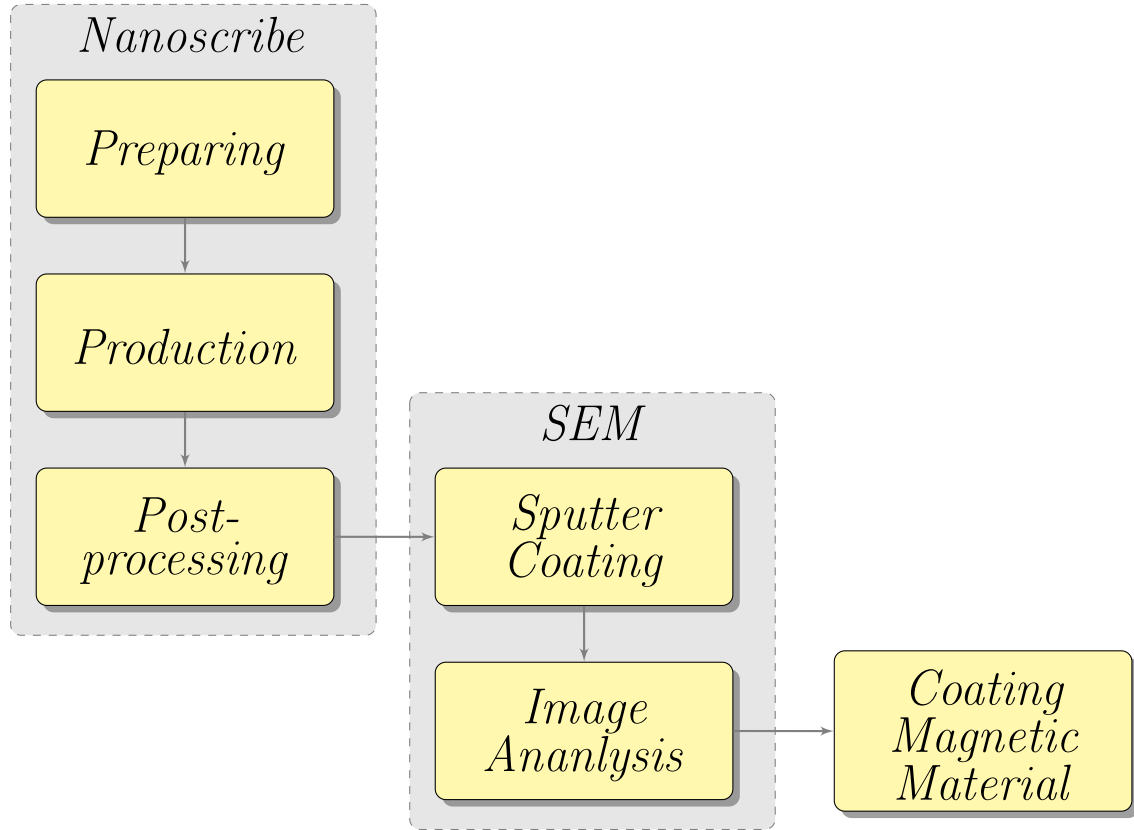 Nanoscribe
Preparing
Production
Post-
processing
SEM
Sputter
Coating
Image
Ananlysis
Coating
Magnetic
Material